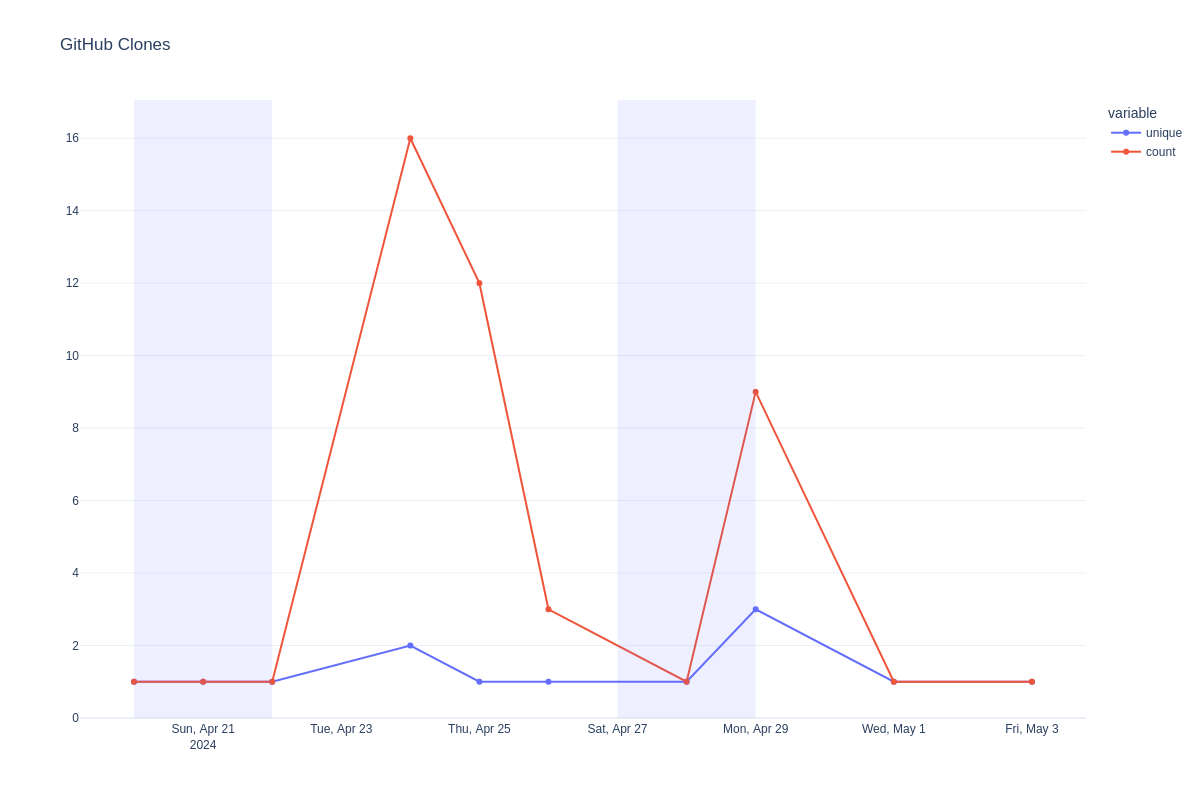 GitHub Clones
variable
unique
count
16
14
12
10
8
6
4
2
0
Sun, Apr 21
2024
Tue, Apr 23
Thu, Apr 25
Sat, Apr 27
Mon, Apr 29
Wed, May 1
Fri, May 3